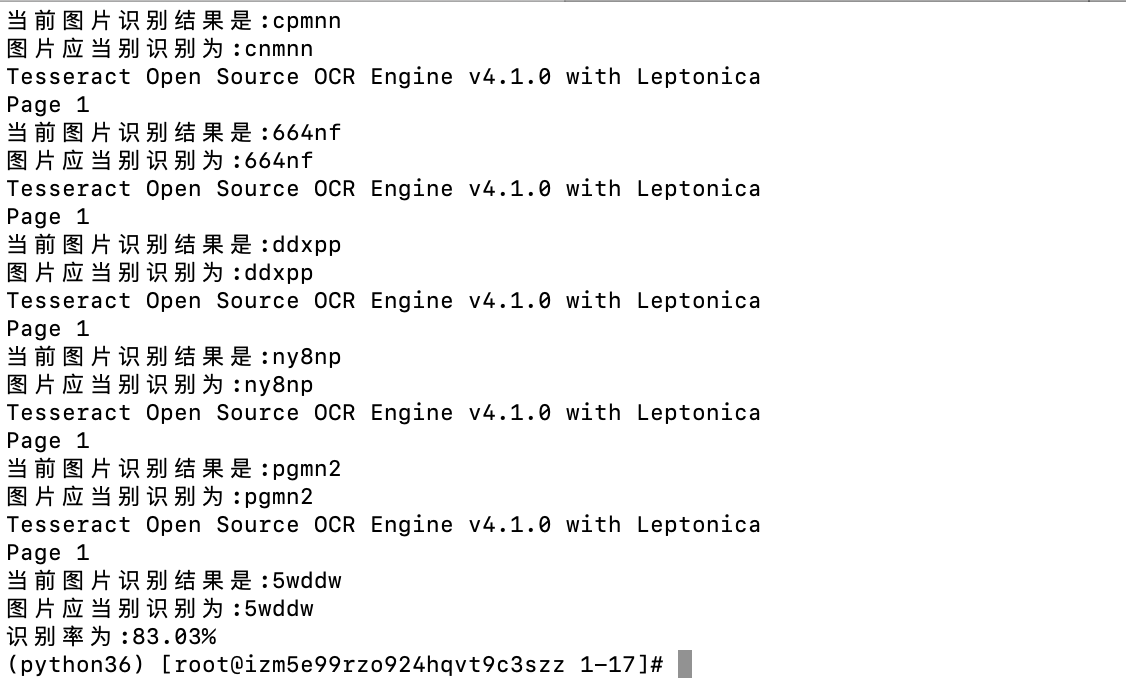 当前图片识别结果是:cpmnn
图片应当别识别为:cnmnn
Tesseract Open Source OCR Engine v4.1.0 with Leptonica
Page 1
当前图片识别结果是:664nf
图片应当别识别为:664nf
Tesseract Open Source OCR Engine v4.1.0 with Leptonica
Page 1
当前图片识别结果是:ddxpp
图片应当别识别为:ddxpp
Tesseract Open Source OCR Engine v4.1.0 with Leptonica
Page 1
当前图片识别结果是:ny8np
图片应当别识别为:ny8np
Tesseract Open Source OCR Engine v4.1.0 with Leptonica
Page 1
当前图片识别结果是:pgmn2
图片应当别识别为:pgmn2
Tesseract Open Source OCR Engine v4.1.0 with Leptonica
Page 1
当前图片识别结果是:5wddw
图片应当别识别为:5wddw
识别率为:83.03%
(python36) [root@izm5e99rzo924hqvt9c3szz 1-17]#